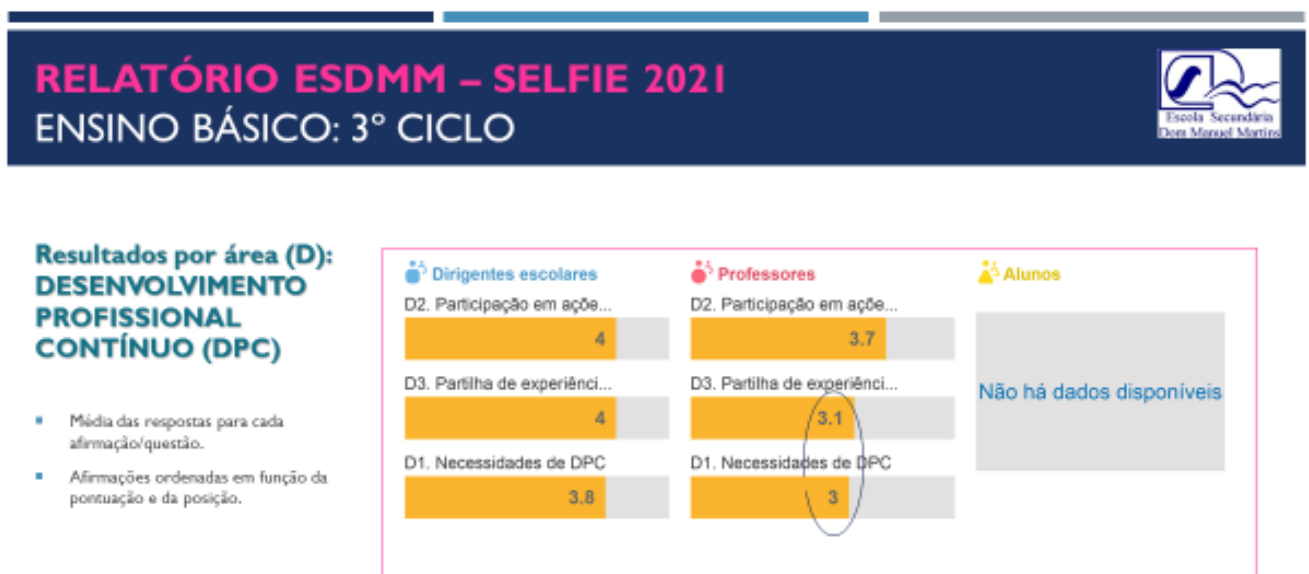 RELATÓRIO ESDMM – SELFIE 2021
ENSINO BÁSICO: 3º CICLO
Escola Secundária
Dom Manuel Martins
Resultados por área (D):
DESENVOLVIMENTO
PROFISSIONAL
CONTÍNUO (DPC)
Média das respostas para cada
afirmação/questão.
Afirmações ordenadas em função da
pontuação e da posição.
Dirigentes escolares
D2. Participação em açõe...
4
D3. Partilha de experiênci...
4
D1. Necessidades de DPC
3.8
Professores
D2. Participação em açõe...
3.7
D3. Partilha de experiênci...
3.1
D1. Necessidades de DPC
3
Alunos
Não há dados disponíveis